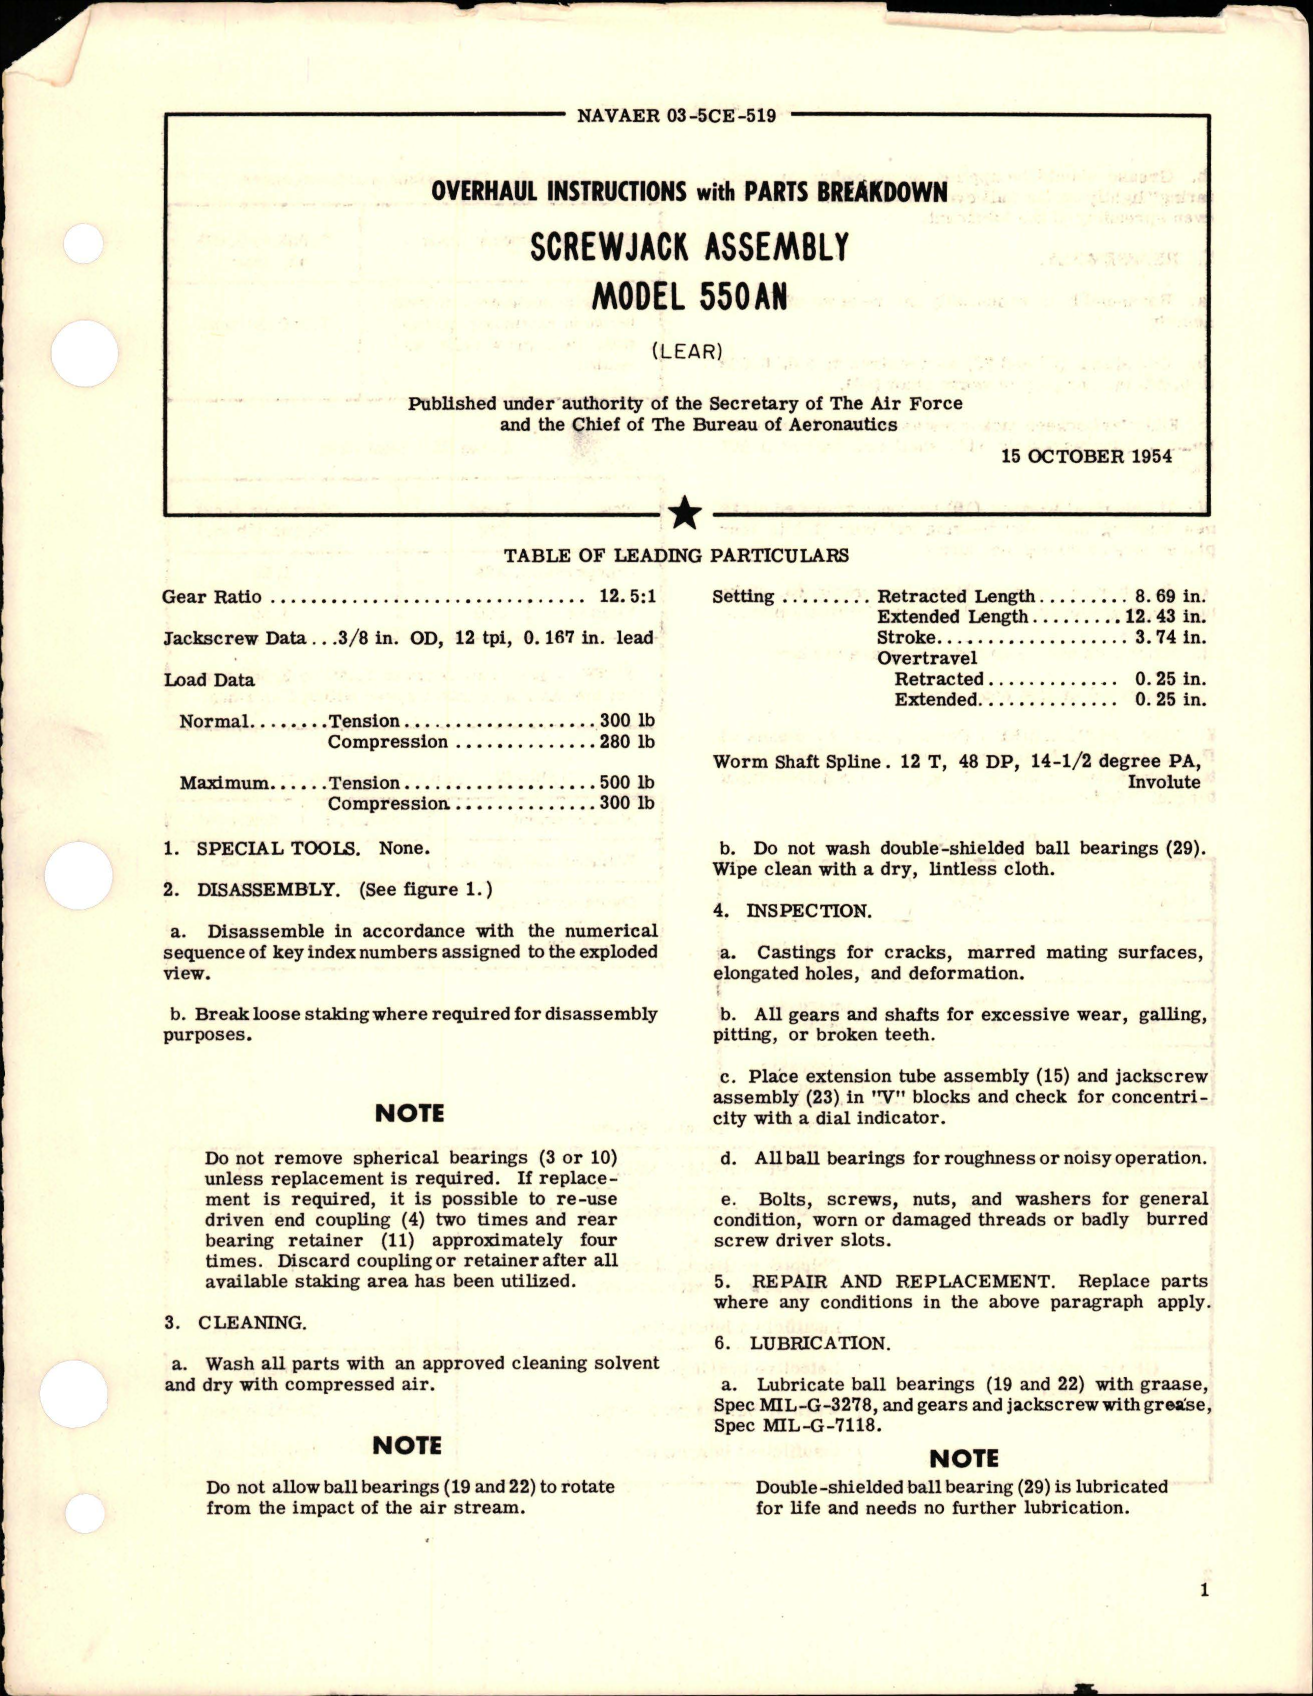 NAVAER 03-5CE-519
OVERHAUL INSTRUCTIONS with PARTS BREAKDOWN
SCREWJACK ASSEMBLY
MODEL 550AN
(LEAR)
Published under authority of the Secretary of The Air Force
and the Chief of The Bureau of Aeronautics
15 OCTOBER 1954
TABLE OF LEADING PARTICULARS
Gear Ratio ............................... 12.5:1
Jackscrew Data...3/8 in. OD, 12 tpi, 0.167 in. lead
Load Data
Normal........Tension...................300 lb
Compression ..............280 lb
Maximum......Tension...................500 lb
Compression...............300 lb
1. SPECIAL TOOLS. None.
2. DISASSEMBLY. (See figure 1.)
a. Disassemble in accordance with the numerical
sequence of key index numbers assigned to the exploded
view.
b. Break loose staking where required for disassembly
purposes.
NOTE
Do not remove spherical bearings (3 or 10)
unless replacement is required. If replace-
ment is required, it is possible to re-use
driven end coupling (4) two times and rear
bearing retainer (11) approximately four
times. Discard coupling or retainer after all
available staking area has been utilized.
3. CLEANING.
a. Wash all parts with an approved cleaning solvent
and dry with compressed air.
NOTE
Do not allow ball bearings (19 and 22) to rotate
from the impact of the air stream.
Setting ......... Retracted Length......... 8.69 in.
Extended Length.........12.43 in.
Stroke................... 3.74 in.
Overtravel
Retracted............. 0.25 in.
Extended.............. 0.25 in.
Worm Shaft Spline. 12 T, 48 DP, 14-1/2 degree PA,
Involute
b. Do not wash double-shielded ball bearings (29).
Wipe clean with a dry, lintless cloth.
4. INSPECTION.
a. Castings for cracks, marred mating surfaces,
elongated holes, and deformation.
b. All gears and shafts for excessive wear, galling,
pitting, or broken teeth.
c. Place extension tube assembly (15) and jackscrew
assembly (23) in "V" blocks and check for concentri-
city with a dial indicator.
d. All ball bearings for roughness or noisy operation.
e. Bolts, screws, nuts, and washers for general
condition, worn or damaged threads or badly burred
screw driver slots.
5. REPAIR AND REPLACEMENT. Replace parts
where any conditions in the above paragraph apply.
6. LUBRICATION.
a. Lubricate ball bearings (19 and 22) with graase,
Spec MIL-G-3278, and gears and jackscrew with grease,
Spec MIL-G-7118.
NOTE
Double-shielded ball bearing (29) is lubricated
for life and needs no further lubrication.
1